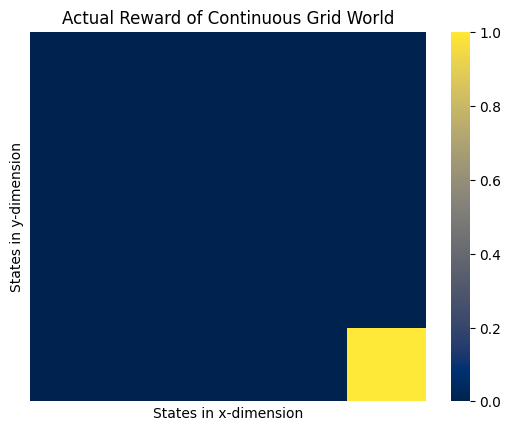 Actual Reward of Continuous Grid World
States in y-dimension
States in x-dimension
1.0
0.8
0.6
0.4
0.2
0.0